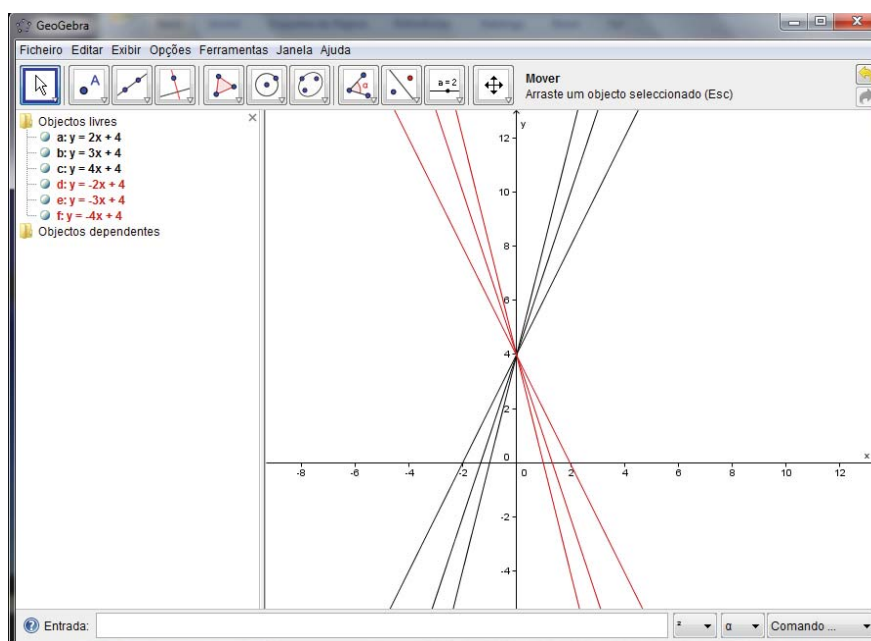 GeoGebra
Ficheiro Editar Exibir Opções Ferramentas Janela Ajuda
A
α
a = 2
Mover
Arraste um objecto seleccionado (Esc)
Objectos livres
a: y = 2x + 4
b: y = 3x + 4
c: y = 4x + 4
d: y = -2x + 4
e: y = -3x + 4
f: y = -4x + 4
Objectos dependentes
y
12
10
8
6
4
2
0
x
-8 -6 -4 -2 0 2 4 6 8 10 12
-2
-4
Entrada:
² α Comando ...